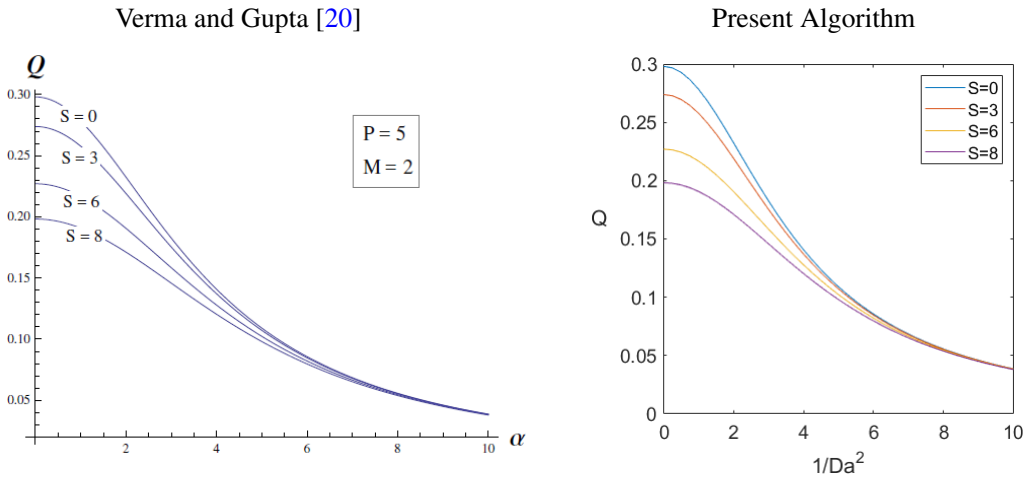 Verma and Gupta [20]
Q
0.30
0.25
0.20
0.15
0.10
0.05
S = 0
S = 3
S = 6
S = 8
P = 5
M = 2
2
4
6
8
10
α
Present Algorithm
0.3
0.25
0.2
0.15
0.1
0.05
0
Q
S=0
S=3
S=6
S=8
0
2
4
6
8
10
1/Da²